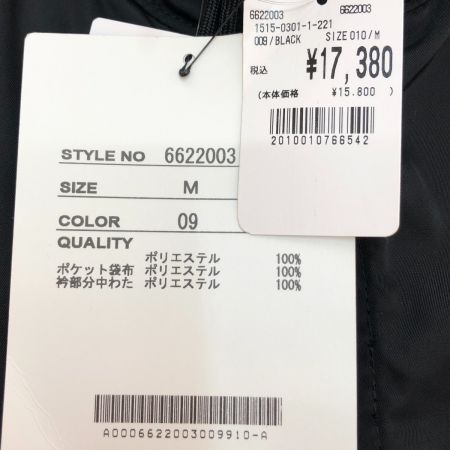 6622003 6622003
1515-0301-1-221
009/BLACK SIZE 010/M
税込 ¥17,380
(本体価格 ¥15.800 )
2010010766542
STYLE NO 6622003
SIZE M
COLOR 09
QUALITY
ポリエステル 100%
ポケット袋布 ポリエステル 100%
衿部分中わた ポリエステル 100%
A0006622003009910-A